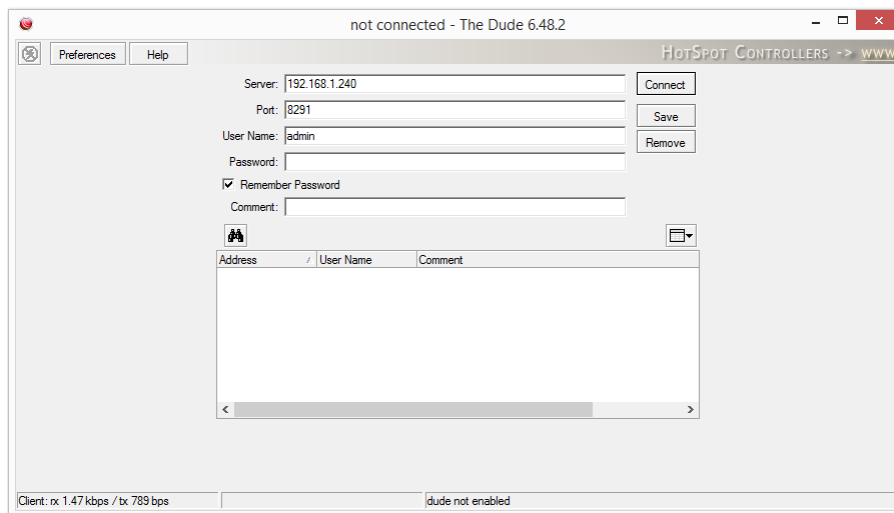 not connected - The Dude 6.48.2
Preferences Help HotSpot Controllers -> www
Server: 192.168.1.240 Connect
Port: 8291 Save
User Name: admin Remove
Password:
Remember Password
Comment:
Address User Name Comment
Client: rx 1.47 kbps / tx 789 bps dude not enabled